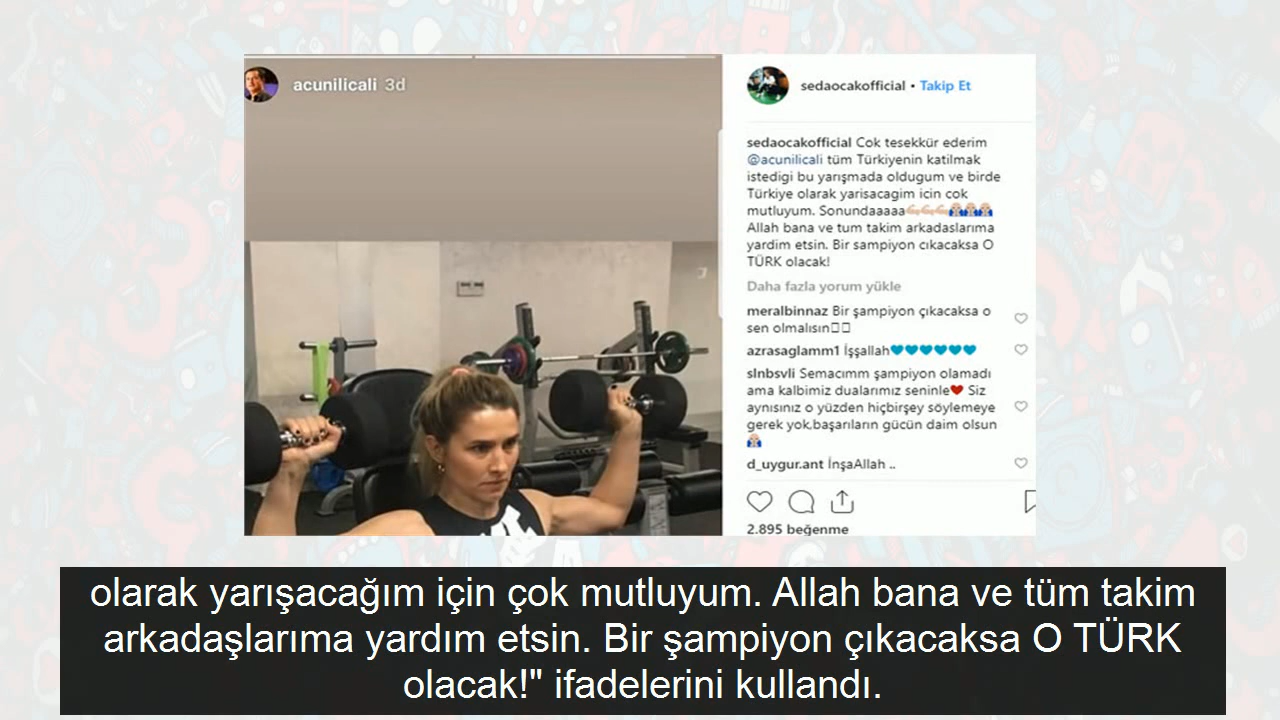 acunilicali 3d
sedaocakofficial • Takip Et
sedaocakofficial Cok tesekkür ederim
@acunilicali tüm Türkiyenin katilmak
istedigi bu yarışmada oldugum ve birde
Türkiye olarak yarisacagim icin cok
mutluyum. Sonundaaaaa
Allah bana ve tum takim arkadaslarıma
yardim etsin. Bir sampiyon cıkacaksa O
TÜRK olacak!
Daha fazla yorum yükle
meralbinnaz Bir şampiyon çıkacaksa o
sen olmalısın
azrasaglamm1 İşşallah
slnbsvli Semacımm şampiyon olamadı
ama kalbimiz dualarımız seninle Siz
aynısınız o yüzden hiçbirşey söylemeye
gerek yok,başarıların gücün daim olsun
d_uygur.ant İnşaAllah ..
2.895 beğenme
olarak yarışacağım için çok mutluyum. Allah bana ve tüm takim
arkadaşlarıma yardım etsin. Bir şampiyon çıkacaksa O TÜRK
olacak!" ifadelerini kullandı.